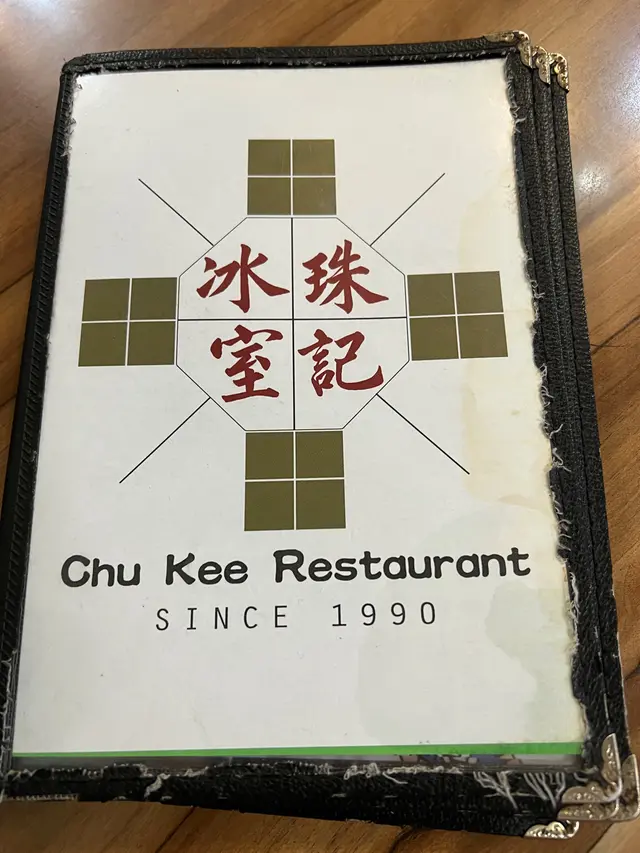 珠記
冰室
Chu Kee Restaurant
SINCE 1990